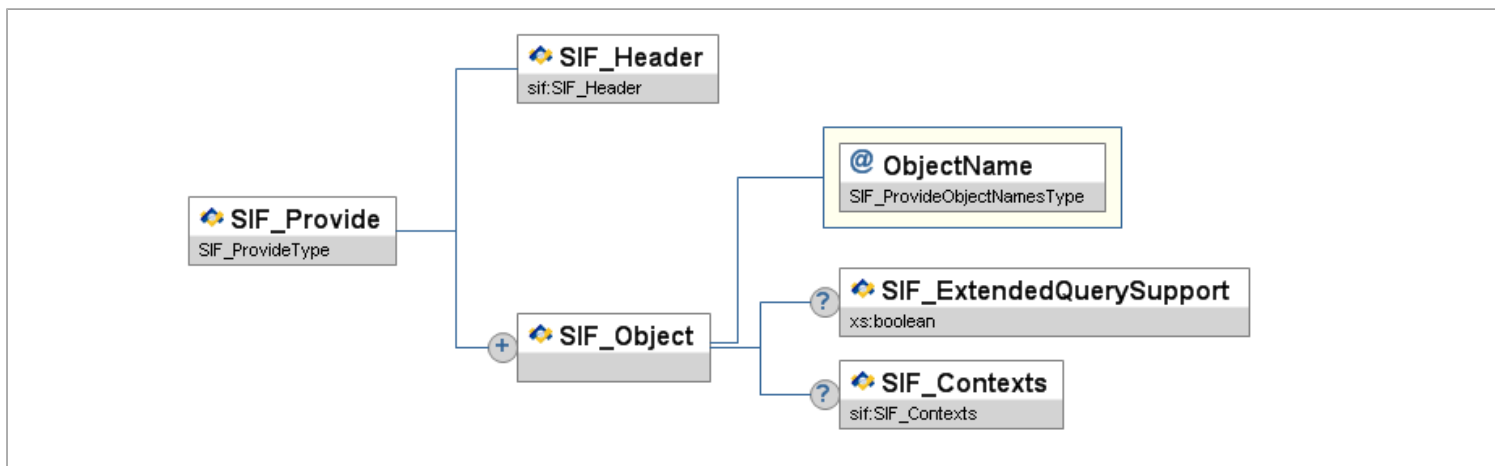 SIF_Header
sif:SIF_Header
@ ObjectName
SIF_ProvideObjectNamesType
SIF_Provide
SIF_ProvideType
? SIF_ExtendedQuerySupport
xs:boolean
+ SIF_Object
? SIF_Contexts
sif:SIF_Contexts